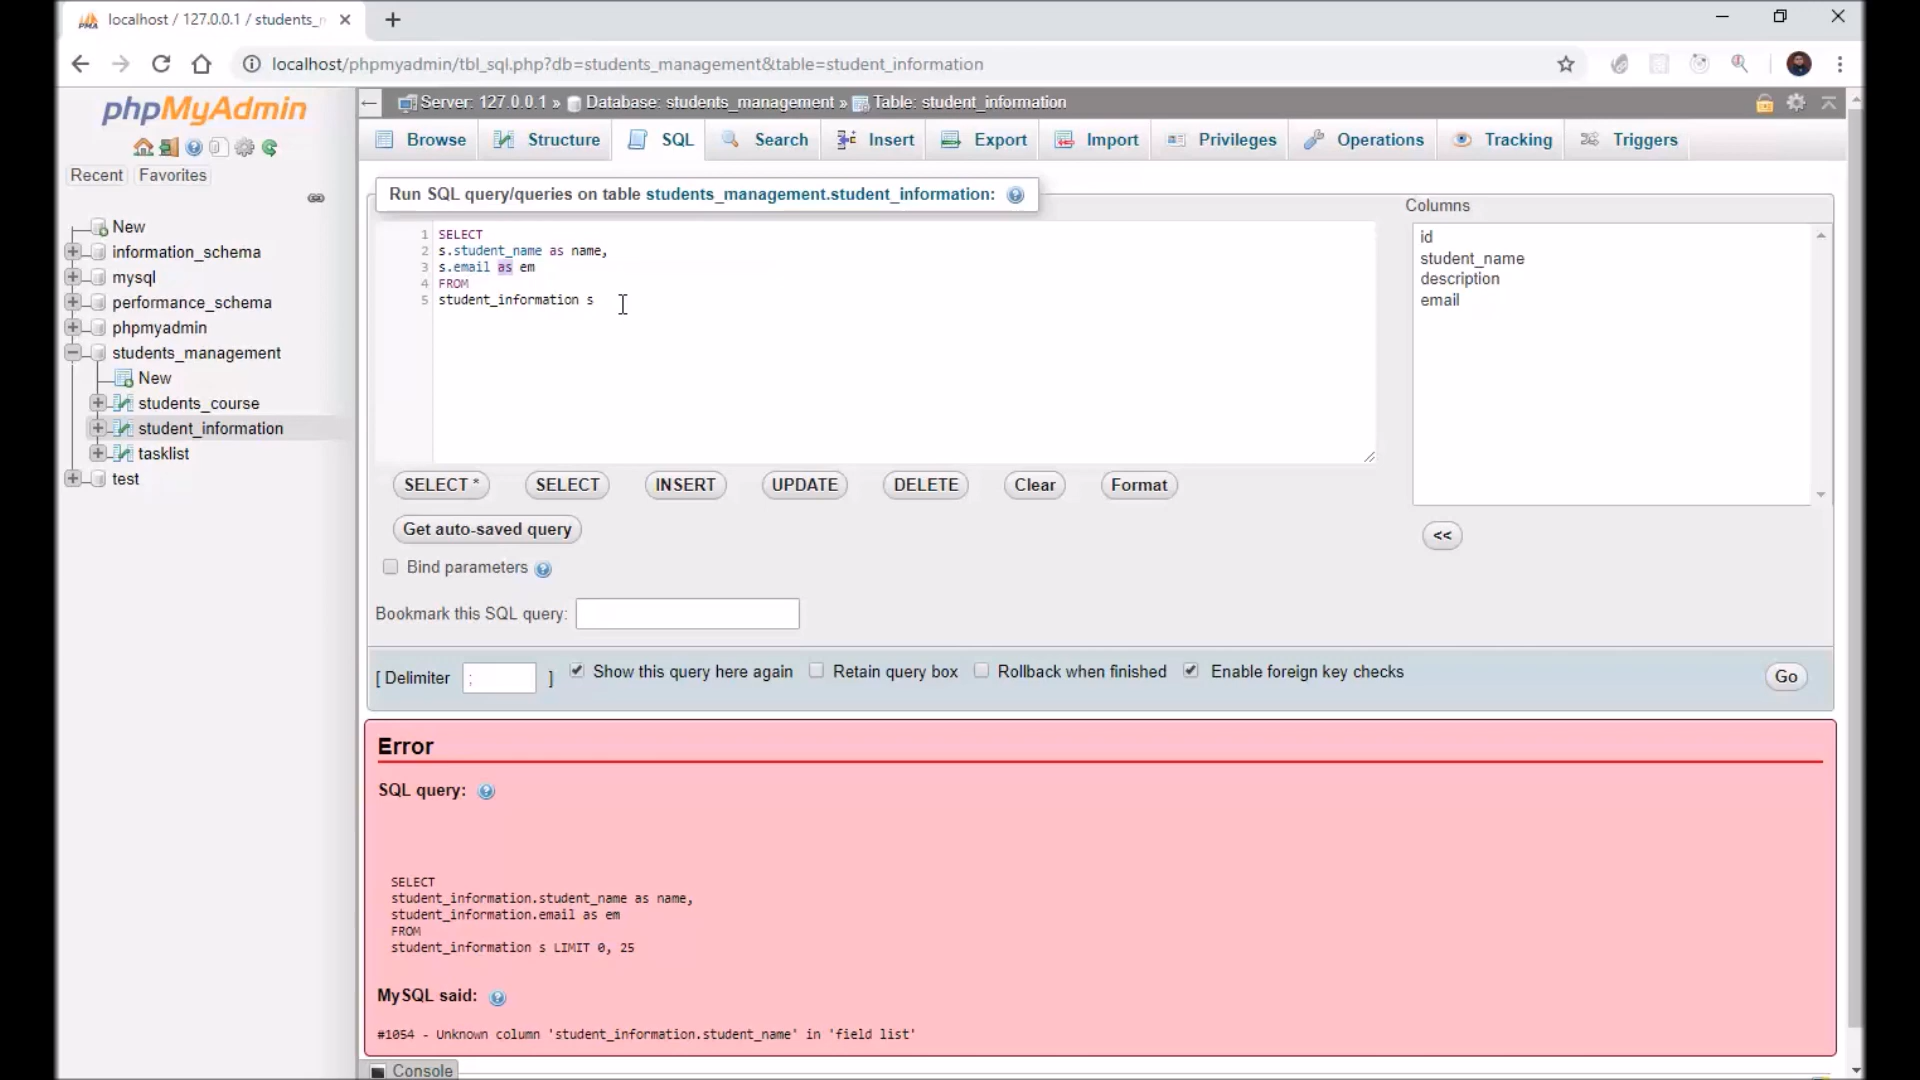 localhost / 127.0.0.1 / students_
localhost/phpmyadmin/tbl_sql.php?db=students_management&table=student_information
phpMyAdmin
Recent
Favorites
New
information_schema
mysql
performance_schema
phpmyadmin
students_management
New
students_course
student_information
tasklist
test
Server: 127.0.0.1 » Database: students_management » Table: student_information
Browse
Structure
SQL
Search
Insert
Export
Import
Privileges
Operations
Tracking
Triggers
Run SQL query/queries on table students_management.student_information:
1 SELECT
2 s.student_name as name,
3 s.email as em
4 FROM
5 student_information s
Columns
id
student_name
description
email
<<
SELECT *
SELECT
INSERT
UPDATE
DELETE
Clear
Format
Get auto-saved query
Bind parameters
Bookmark this SQL query:
[ Delimiter ; ]
Show this query here again
Retain query box
Rollback when finished
Enable foreign key checks
Go
Error
SQL query:
SELECT
student_information.student_name as name,
student_information.email as em
FROM
student_information s LIMIT 0, 25
MySQL said:
#1054 - Unknown column 'student_information.student_name' in 'field list'
Console